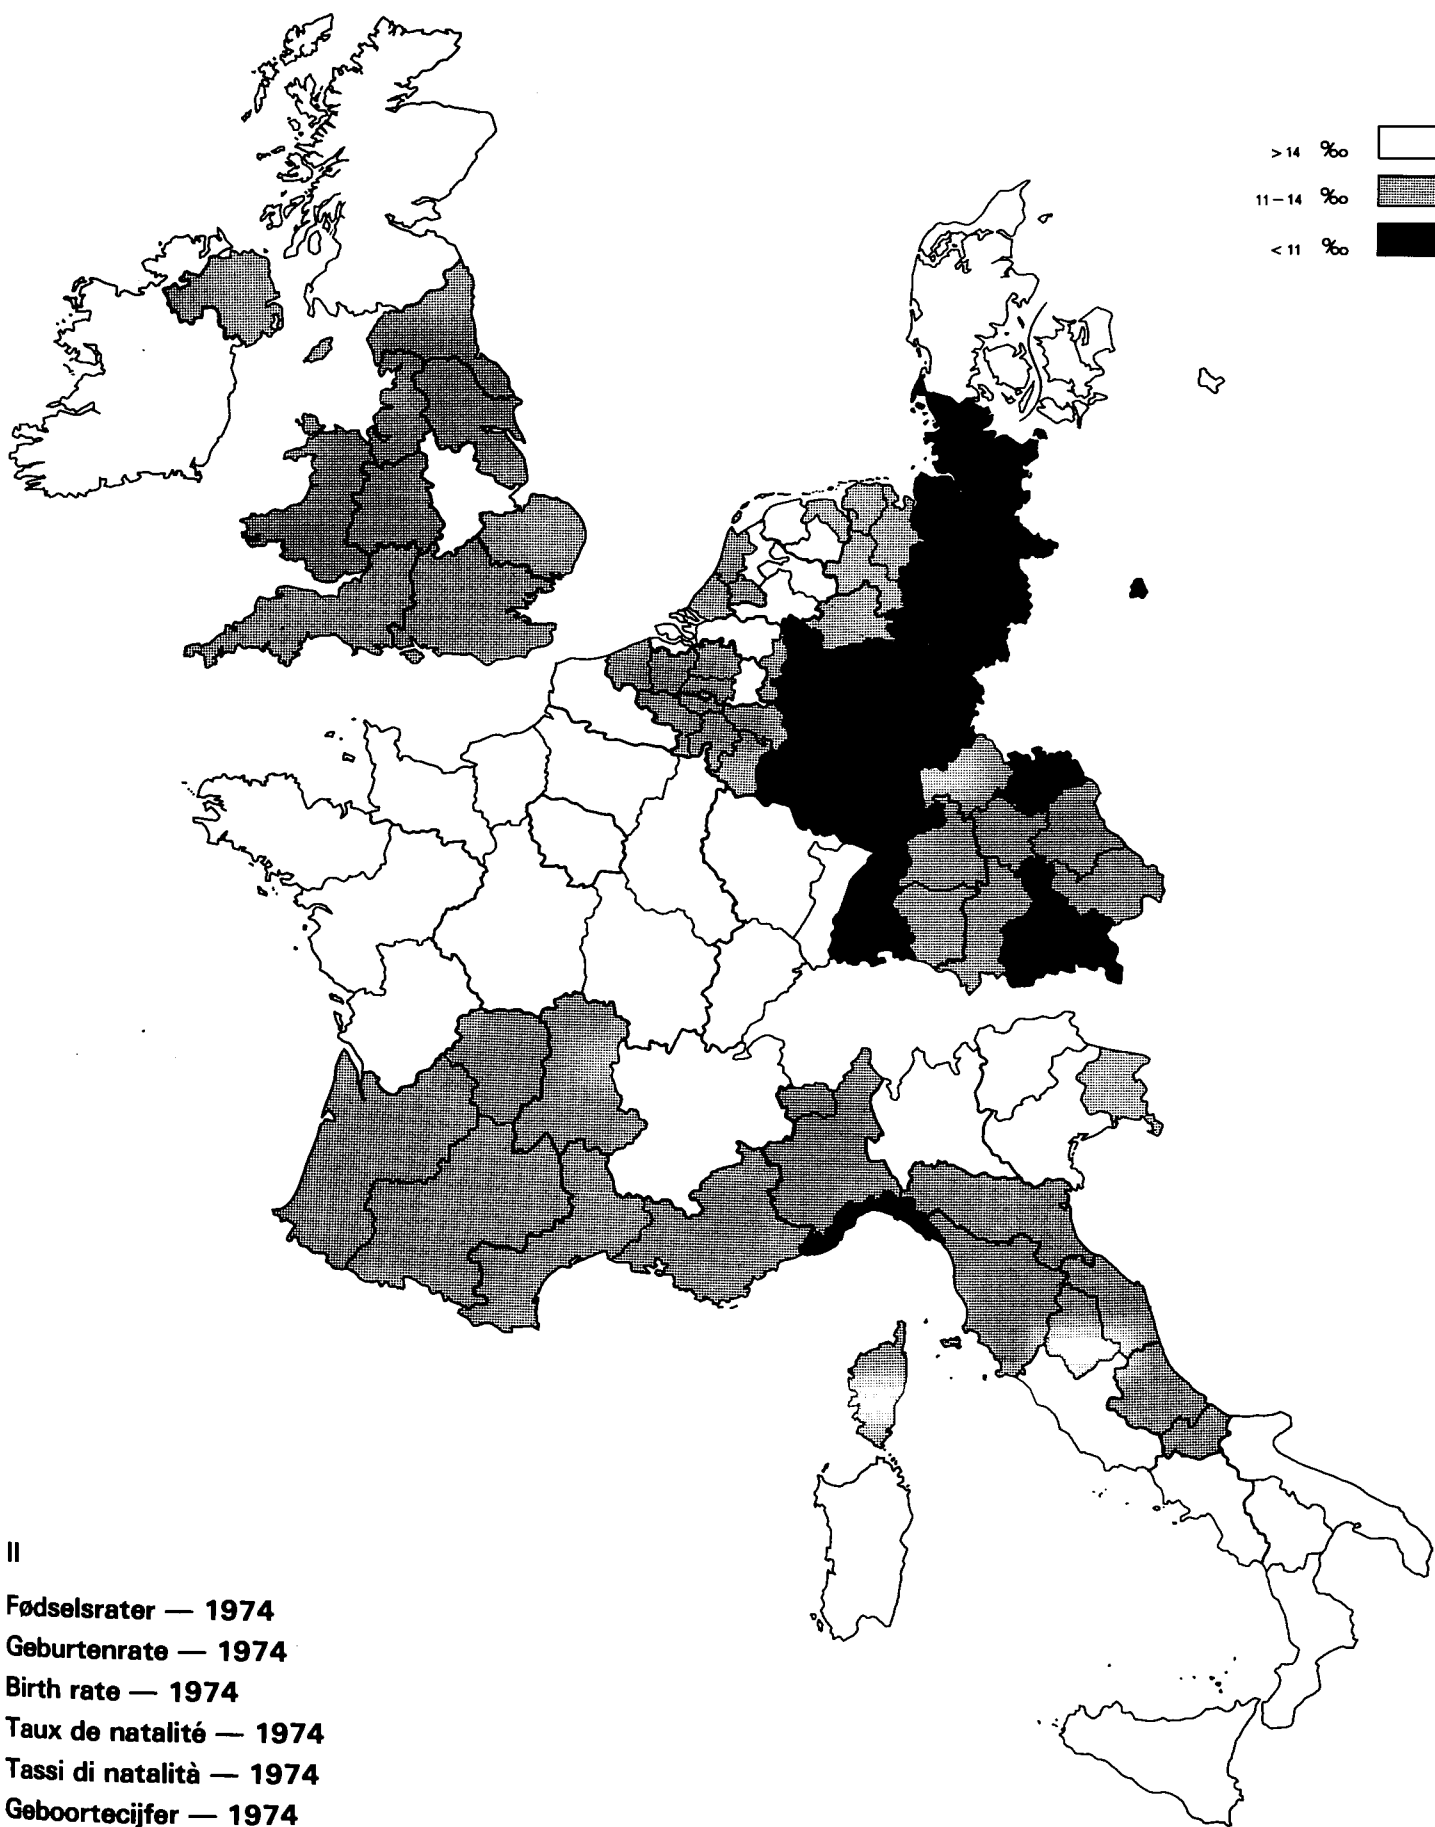 >14 ‰
11–14 ‰
<11 ‰
II
Fødselsrater — 1974
Geburtenrate — 1974
Birth rate — 1974
Taux de natalité — 1974
Tassi di natalità — 1974
Geboortecijfer — 1974